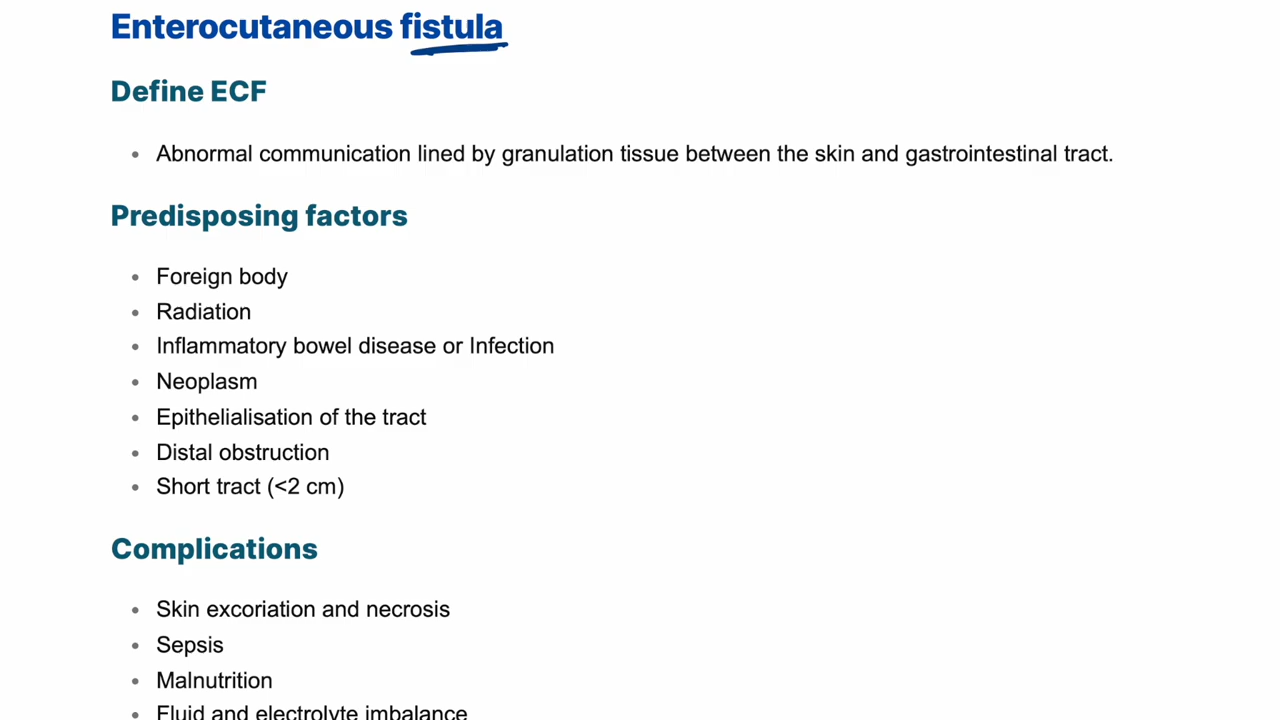 Enterocutaneous fistula
Define ECF
• Abnormal communication lined by granulation tissue between the skin and gastrointestinal tract.
Predisposing factors
• Foreign body
• Radiation
• Inflammatory bowel disease or Infection
• Neoplasm
• Epithelialisation of the tract
• Distal obstruction
• Short tract (<2 cm)
Complications
• Skin excoriation and necrosis
• Sepsis
• Malnutrition
• Fluid and electrolyte imbalance